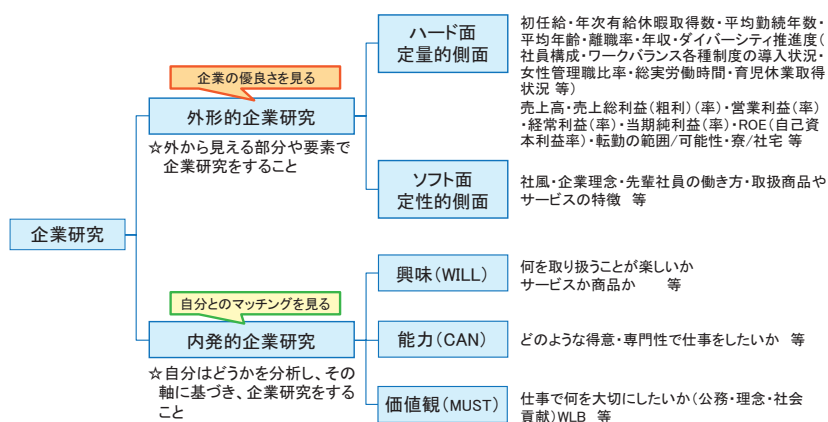 企業研究
企業の優良さを見る
外形的企業研究
☆外から見える部分や要素で
企業研究をすること
ハード面
定量的側面
初任給・年次有給休暇取得数・平均勤続年数・
平均年齢・離職率・年収・ダイバーシティ推進度(
社員構成・ワークバランス各種制度の導入状況・
女性管理職比率・総実労働時間・育児休業取得
状況 等)
売上高・売上総利益(粗利)(率)・営業利益(率)
・経常利益(率)・当期純利益(率)・ROE(自己資
本利益率)・転勤の範囲/可能性・寮/社宅 等
ソフト面
定性的側面
社風・企業理念・先輩社員の働き方・取扱商品や
サービスの特徴 等
自分とのマッチングを見る
内発的企業研究
☆自分はどうかを分析し、その
軸に基づき、企業研究をする
こと
興味(WILL)
何を取り扱うことが楽しいか
サービスか商品か 等
能力(CAN)
どのような得意・専門性で仕事をしたいか 等
価値観(MUST)
仕事で何を大切にしたいか(公務・理念・社会
貢献)WLB 等